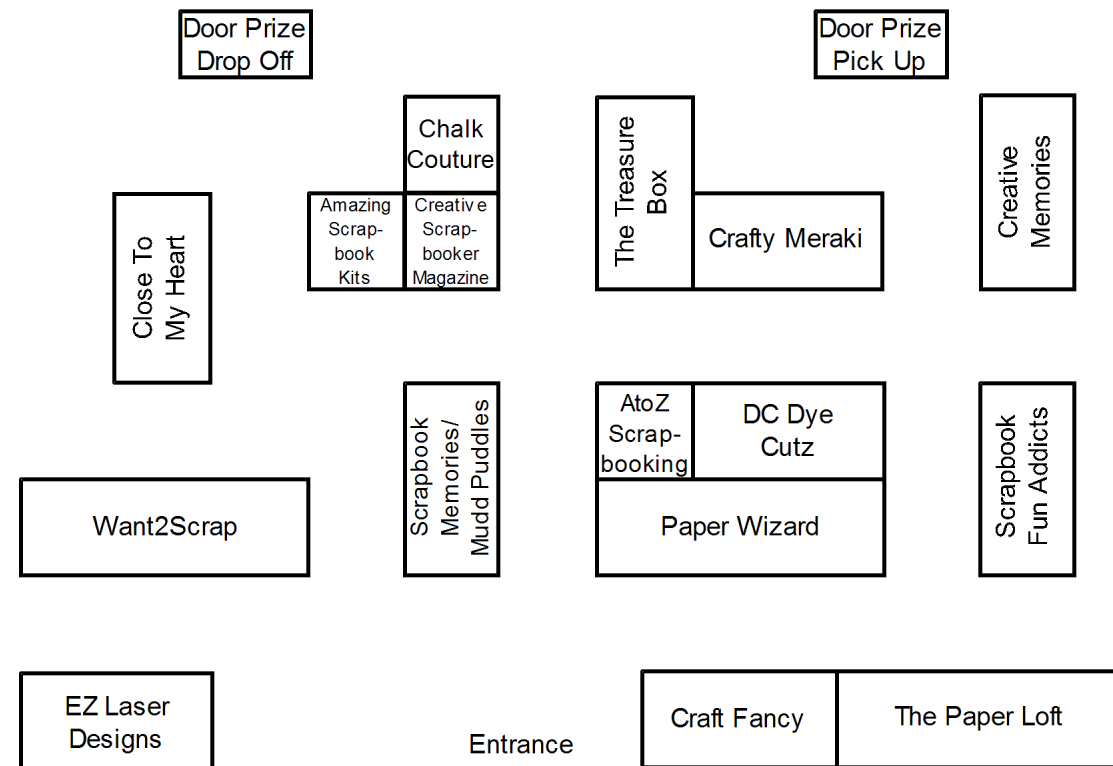 Door Prize
Drop Off
Door Prize
Pick Up
Chalk
Couture
The Treasure
Box
Creative
Memories
Close To
My Heart
Amazing
Scrap-
book
Kits
Creative
Scrap-
booker
Magazine
Crafty Meraki
Scrapbook
Memories/
Mudd Puddles
AtoZ
Scrap-
booking
DC Dye
Cutz
Scrapbook
Fun Addicts
Want2Scrap
Paper Wizard
EZ Laser
Designs
Entrance
Craft Fancy
The Paper Loft